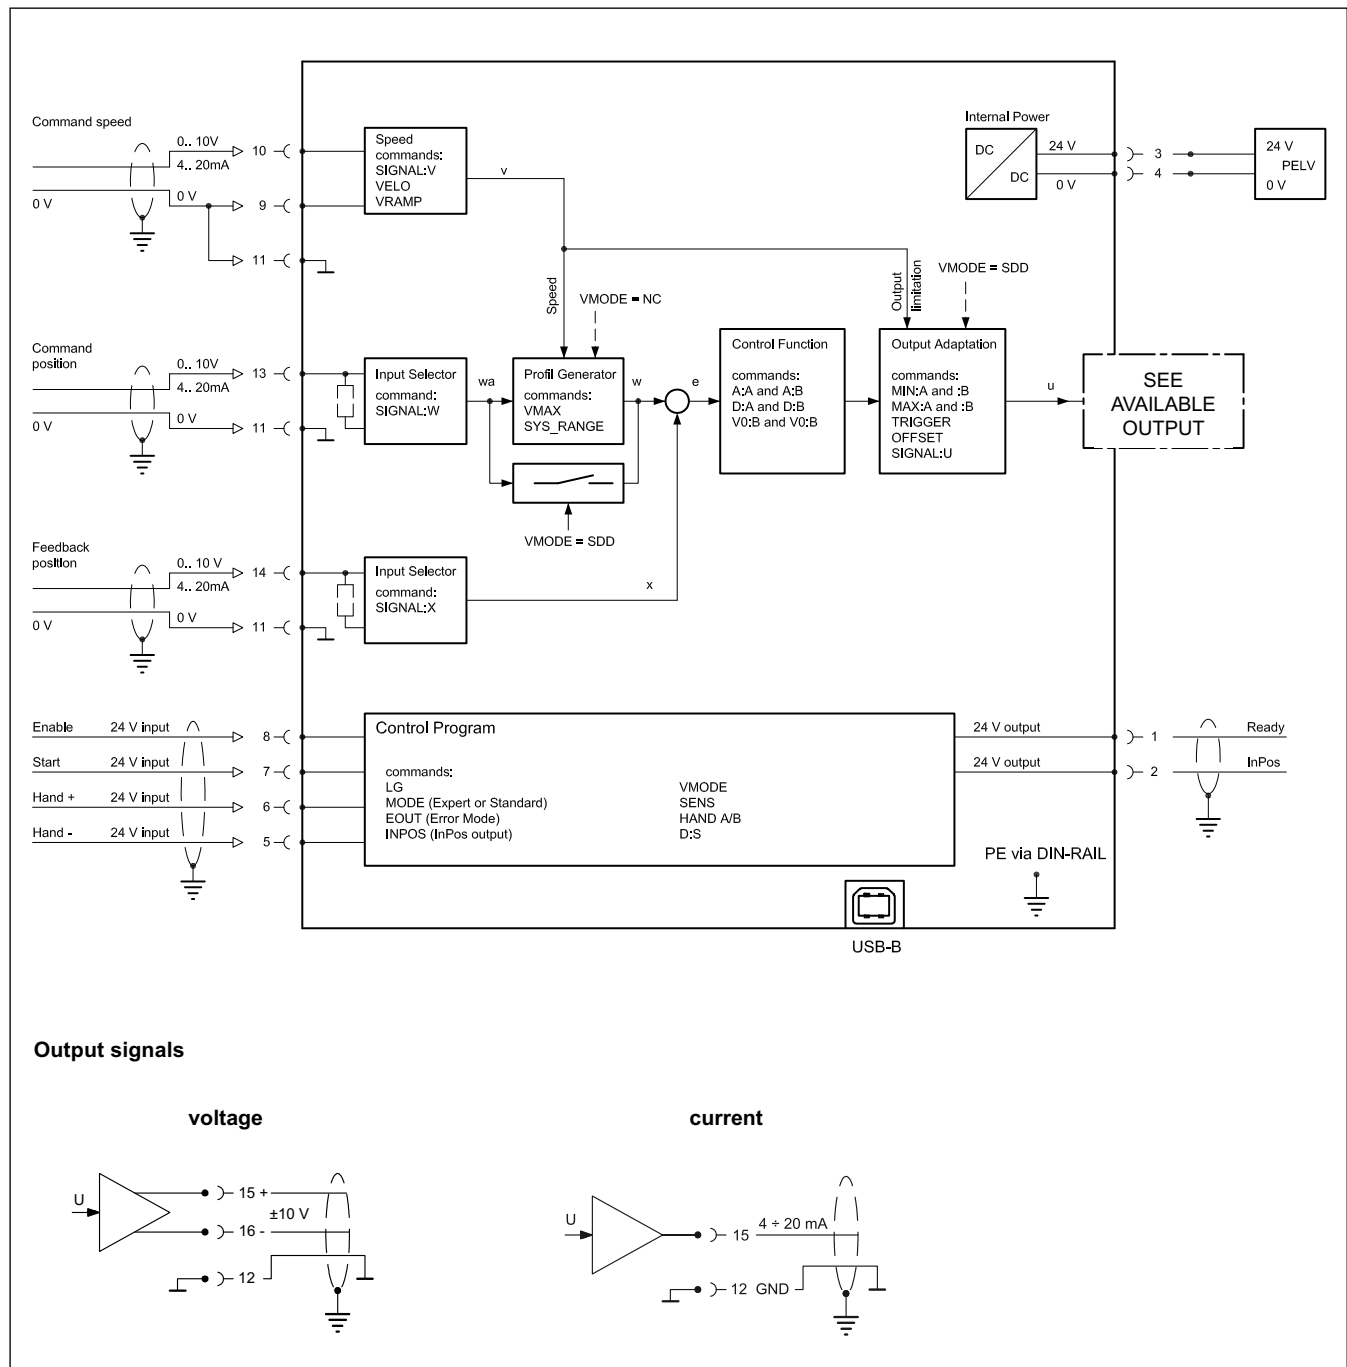 Command speed
0.. 10V
10
4.. 20mA
0 V
9
0 V
11
Speed
commands:
SIGNAL:V
VELO
VRAMP
v
Internal Power
DC
DC
24 V
0 V
3
4
24 V
PELV
0 V
Speed
VMODE = NC
Output
limitation
VMODE = SDD
Command
position
0.. 10V
13
4.. 20mA
0 V
0 V
11
Input Selector
command:
SIGNAL:W
wa
Profil Generator
commands:
VMAX
SYS_RANGE
w
e
Control Function
commands:
A:A and A:B
D:A and D:B
V0:B and V0:B
Output Adaptation
commands:
MIN:A and :B
MAX:A and :B
TRIGGER
OFFSET
SIGNAL:U
u
SEE
AVAILABLE
OUTPUT
VMODE = SDD
Feedback
position
0.. 10 V
14
4.. 20mA
0 V
0 V
11
Input Selector
command:
SIGNAL:X
x
Enable 24 V input 8
Start 24 V input 7
Hand + 24 V input 6
Hand - 24 V input 5
Control Program
commands:
LG
MODE (Expert or Standard)
EOUT (Error Mode)
INPOS (InPos output)
VMODE
SENS
HAND A/B
D:S
24 V output 1 Ready
24 V output 2 InPos
PE via DIN-RAIL
USB-B
Output signals
voltage
U
15 +
±10 V
16 -
12
current
U
15 4 ÷ 20 mA
12 GND